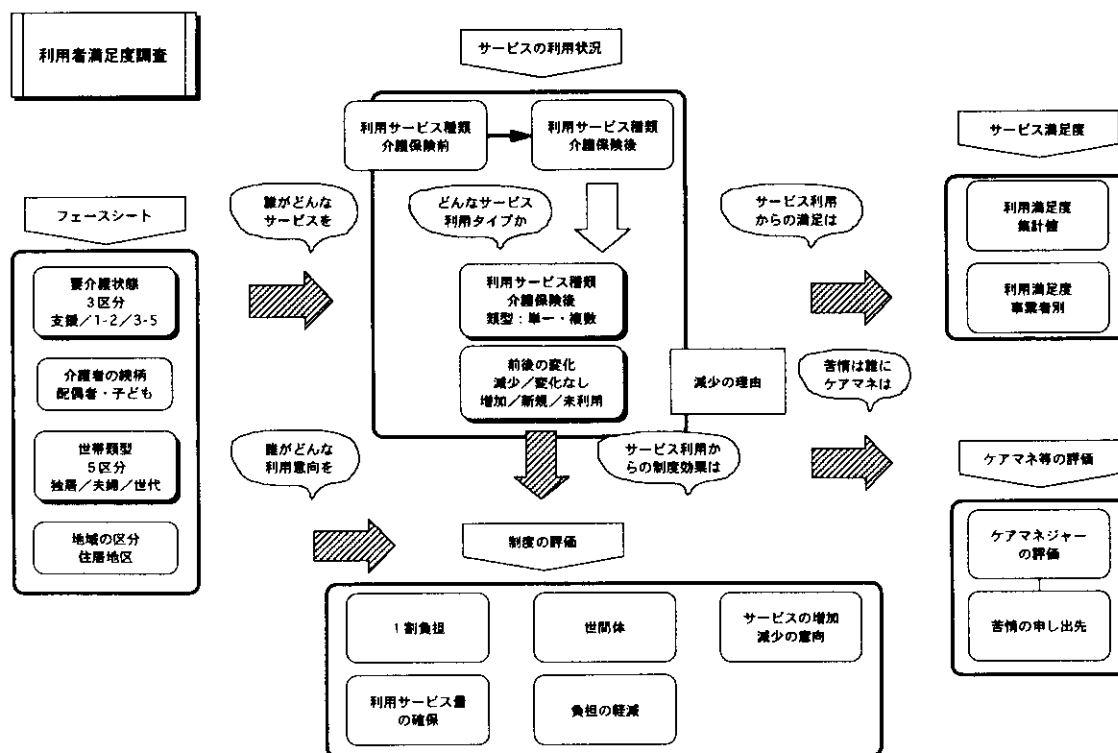 利用者満足度調査
サービスの利用状況
利用サービス種類
介護保険前
利用サービス種類
介護保険後
サービス満足度
フェースシート
誰がどんな
サービスを
どんなサービス
利用タイプか
サービス利用
からの満足は
利用満足度
集計値
利用満足度
事業者別
要介護状態
3区分
支援/1-2/3-5
利用サービス種類
介護保険後
類型:単一・複数
介護者の続柄
配偶者・子ども
前後の変化
減少/変化なし
増加/新規/未利用
減少の理由
苦情は誰に
ケアマネは
世帯類型
5区分
独居/夫婦/世代
誰がどんな
利用意向を
サービス利用か
らの制度効果は
ケアマネ等の評価
地域の区分
住居地区
制度の評価
ケアマネジャー
の評価
1割負担
世間体
サービスの増加
減少の意向
苦情の申し出先
利用サービス量
の確保
負担の軽減